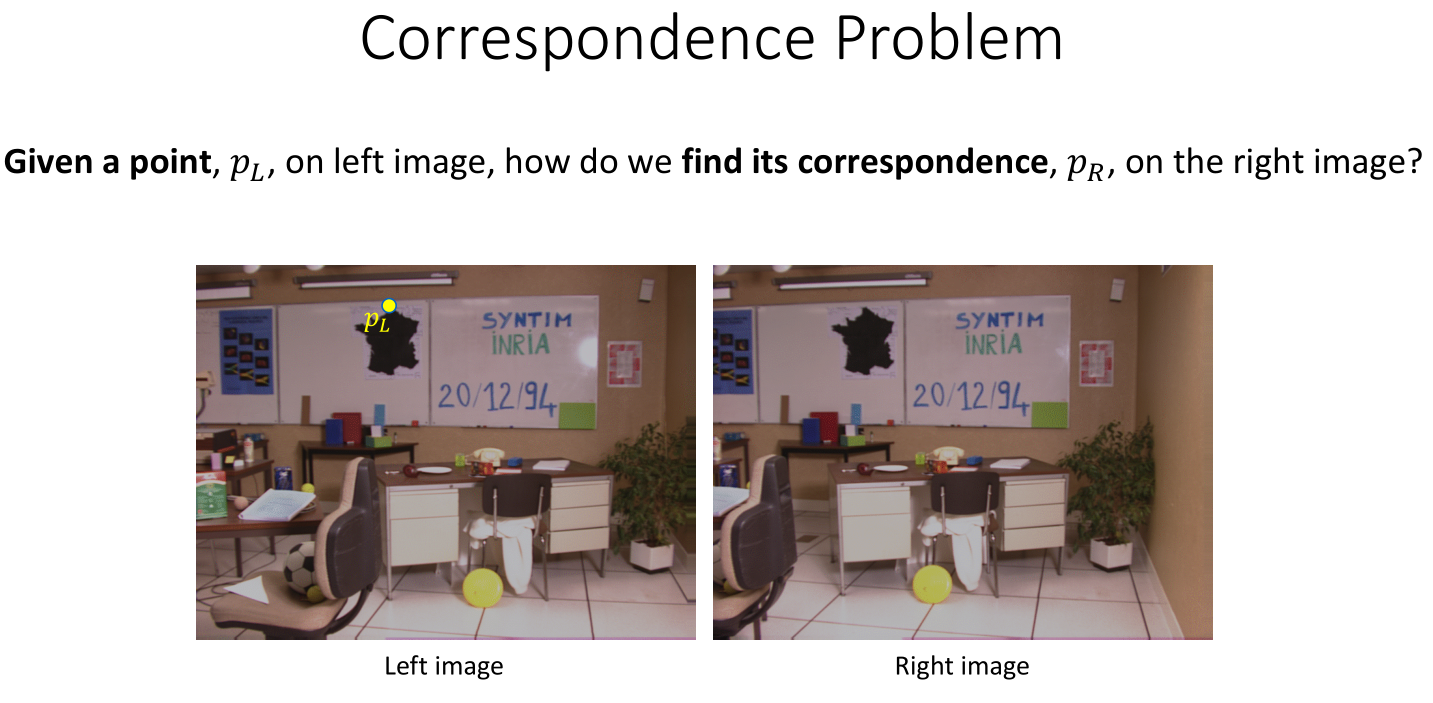 Correspondence Problem
Given a point, p_L, on left image, how do we find its correspondence, p_R, on the right image?
p_L
SYNTIM
INRIA
20/12/94
SYNTIM
INRIA
20/12/94
Left image
Right image